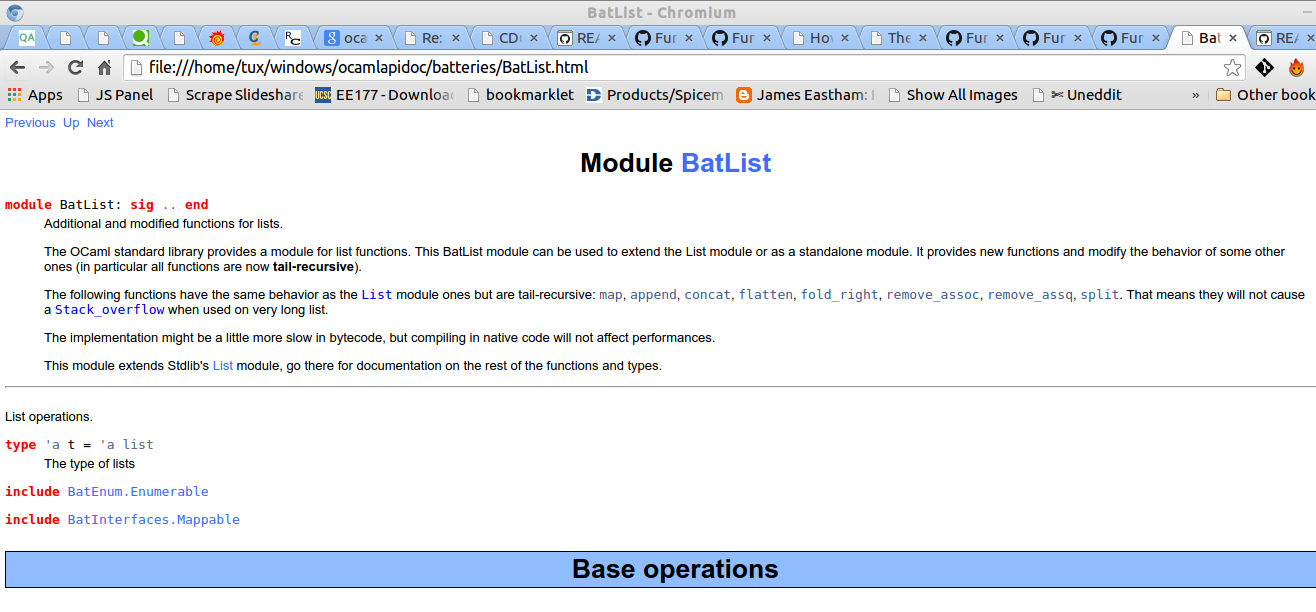 BatList - Chromium
QA
C
R C
8 oca × Re: × CDu × REA × Fur × Fur × Hov × The × Fur × Fur × Fur × Bat × REA ×
file:///home/tux/windows/ocamlapidoc/batteries/BatList.html
Apps JS Panel Scrape Slideshare UCSC EE177 - Downloa bookmarklet Products/Spicem James Eastham: Show All Images ✄ Uneddit » Other book
Previous Up Next
Module BatList
module BatList: sig .. end
Additional and modified functions for lists.
The OCaml standard library provides a module for list functions. This BatList module can be used to extend the List module or as a standalone module. It provides new functions and modify the behavior of some other
ones (in particular all functions are now tail-recursive).
The following functions have the same behavior as the List module ones but are tail-recursive: map, append, concat, flatten, fold_right, remove_assoc, remove_assq, split. That means they will not cause
a Stack_overflow when used on very long list.
The implementation might be a little more slow in bytecode, but compiling in native code will not affect performances.
This module extends Stdlib's List module, go there for documentation on the rest of the functions and types.
List operations.
type 'a t = 'a list
The type of lists
include BatEnum.Enumerable
include BatInterfaces.Mappable
Base operations